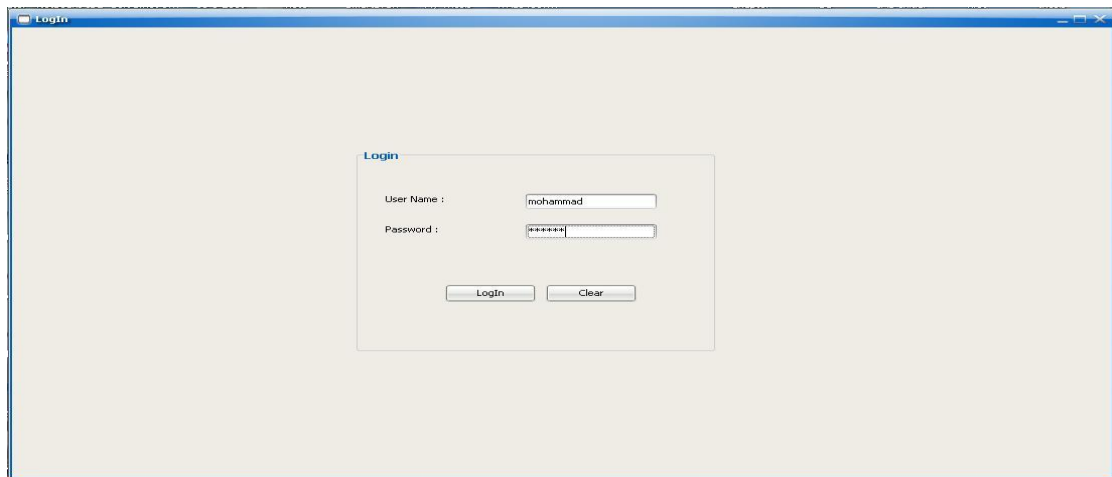 LogIn
Login
User Name :
mohammad
Password :
******
LogIn Clear